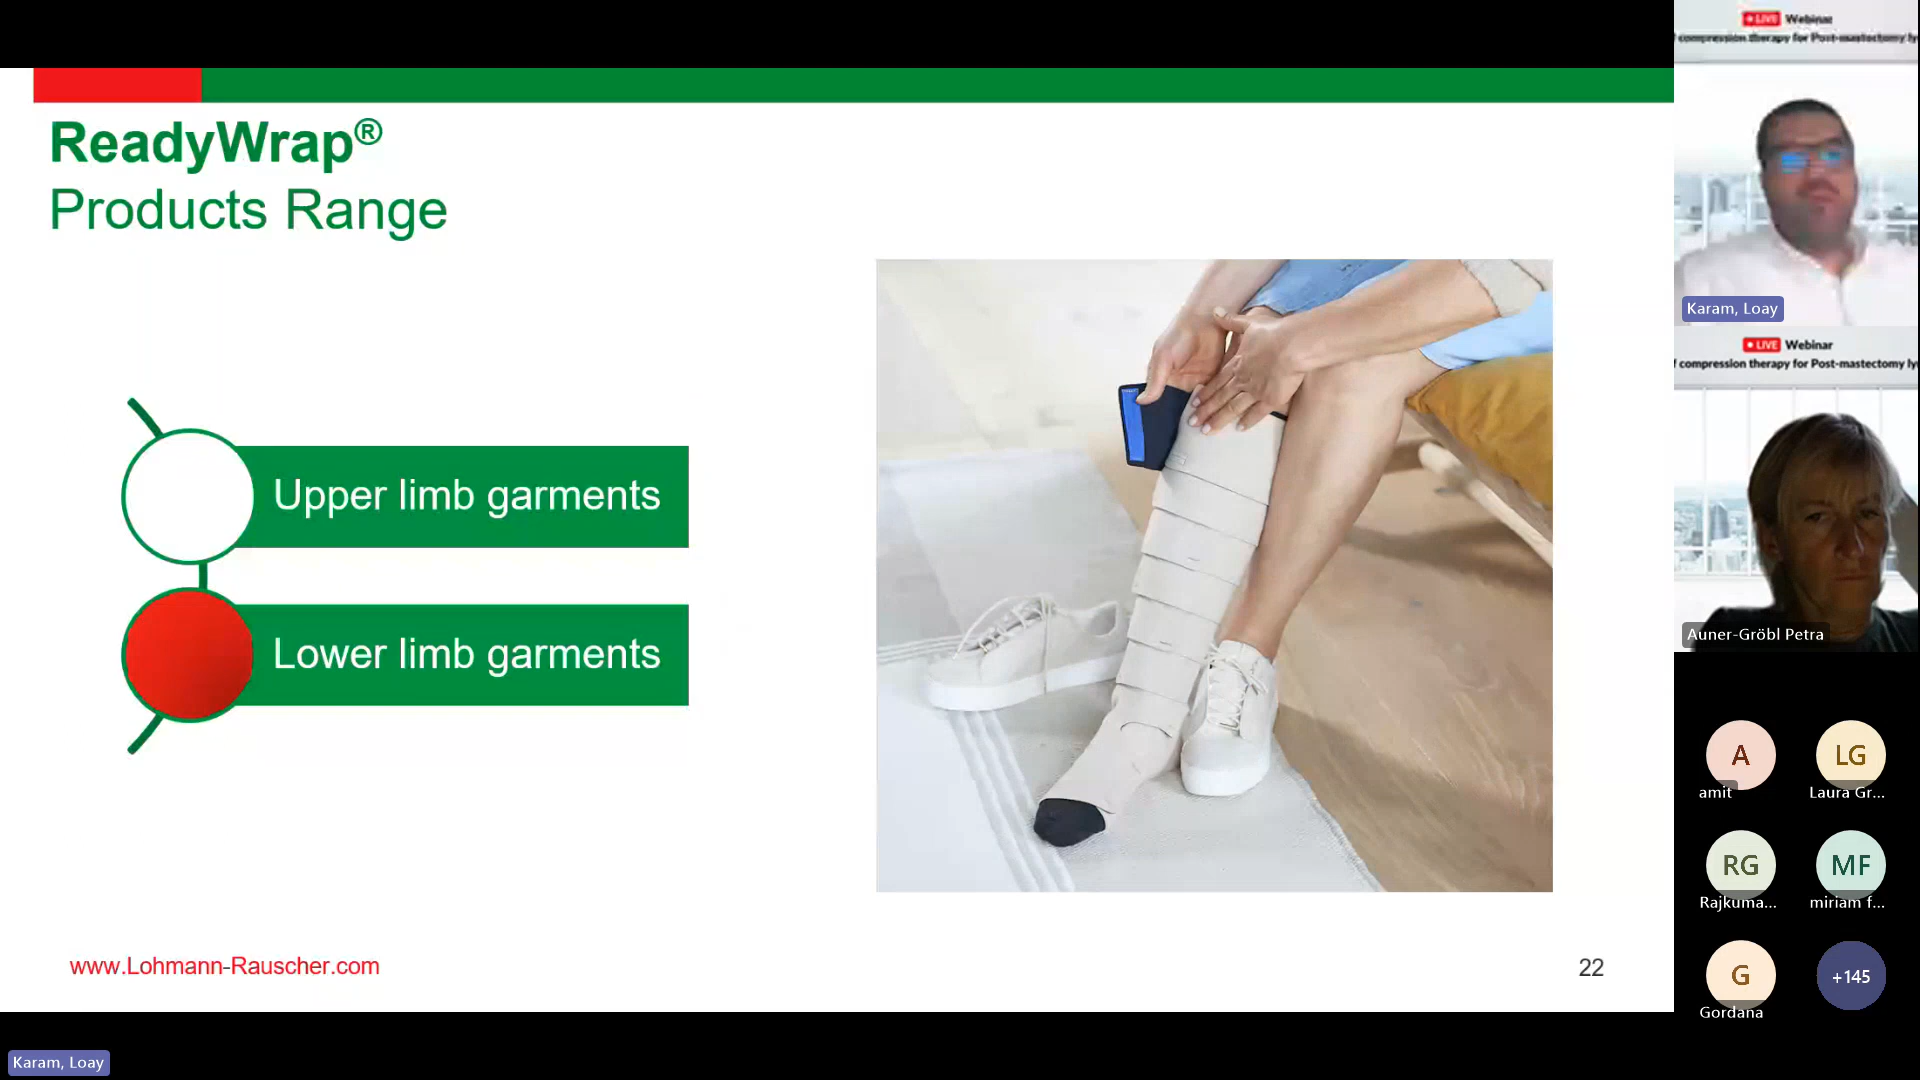 ReadyWrap®
Products Range
Upper limb garments
Lower limb garments
www.Lohmann-Rauscher.com
22
LIVE Webinar
compression therapy for Post-mastectomy ly
Karam, Loay
LIVE Webinar
f compression therapy for Post-mastectomy ly
Auner-Gröbl Petra
A
amit
LG
Laura Gr...
RG
Rajkuma...
MF
miriam f...
G
Gordana
+145
Karam, Loay